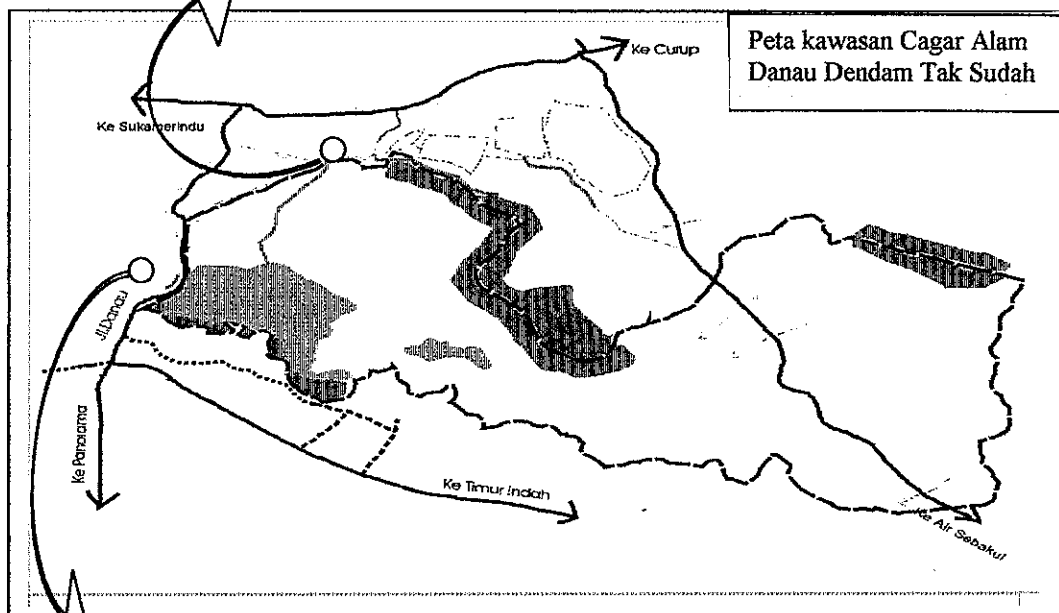 Peta kawasan Cagar Alam
Danau Dendam Tak Sudah
Ke Curup
Ke Sukamerindu
Jl.Danau
Ke Panorama
Ke Timur Indah
Ke Air Sebakul